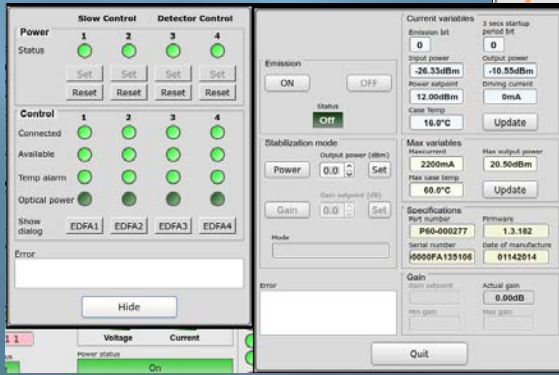 Slow Control Detector Control
Power 1 2 3 4
Status
Set Set Set Set
Reset Reset Reset Reset
Control 1 2 3 4
Connected
Available
Temp alarm
Optical power
Show dialog EDFA1 EDFA2 EDFA3 EDFA4
Error
Hide
1 1
Voltage Current
Power status
On
Emission
ON OFF
Status
Off
Stabilization mode
Output power (dBm)
Power 0.0 Set
Gain setpoint (dB)
Gain 0.0 Set
Mode
Error
Current variables
Emission bit 3 secs startup period bit
0 0
Input power Output power
-26.33dBm -10.55dBm
Power setpoint Driving current
12.00dBm 0mA
Case Temp
16.0°C Update
Max variables
Maxcurrent Max output power
2200mA 20.50dBm
Max case temp
60.0°C Update
Specifications
Part number Firmware
P60-000277 1.3.182
Serial number Date of manufacture
0000FA135106 01142014
Gain
Gain setpoint Actual gain
0.00dB
Min gain Max gain
Quit